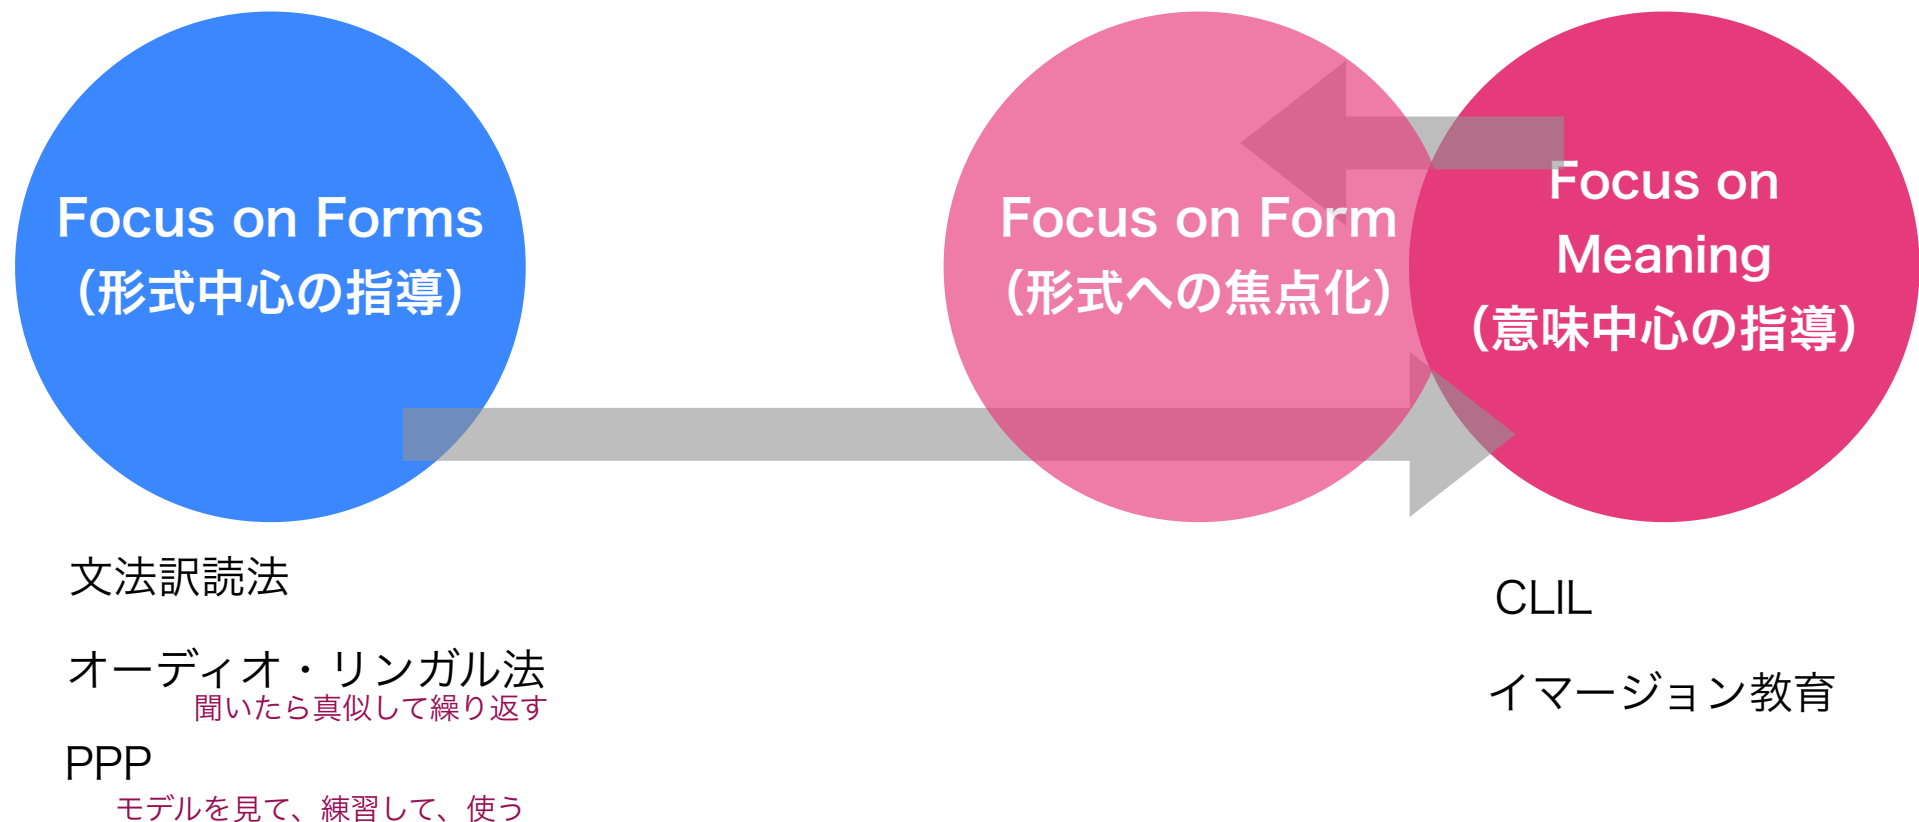 Focus on Forms
（形式中心の指導）
Focus on Form
（形式への焦点化）
Focus on
Meaning
（意味中心の指導）
文法訳読法
オーディオ・リンガル法
聞いたら真似して繰り返す
PPP
モデルを見て、練習して、使う
CLIL
イマージョン教育